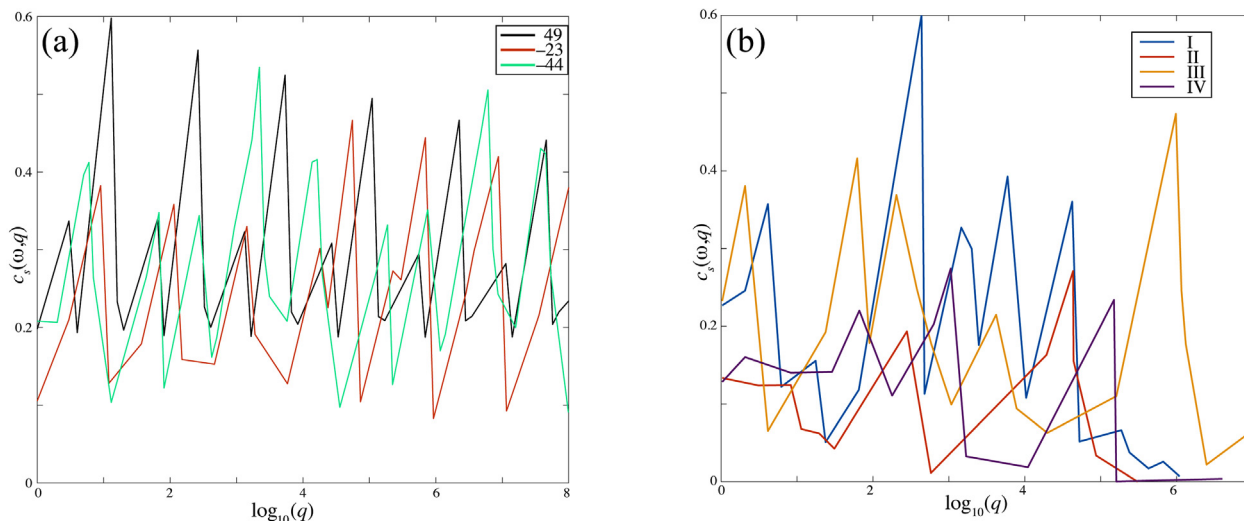 (a)
49
–23
–44
0.6
0.4
0.2
0
c_s(ω,q)
0 2 4 6 8
log₁₀(q)
(b)
I
II
III
IV
0.6
0.4
0.2
0
c_s(ω,q)
0 2 4 6
log₁₀(q)